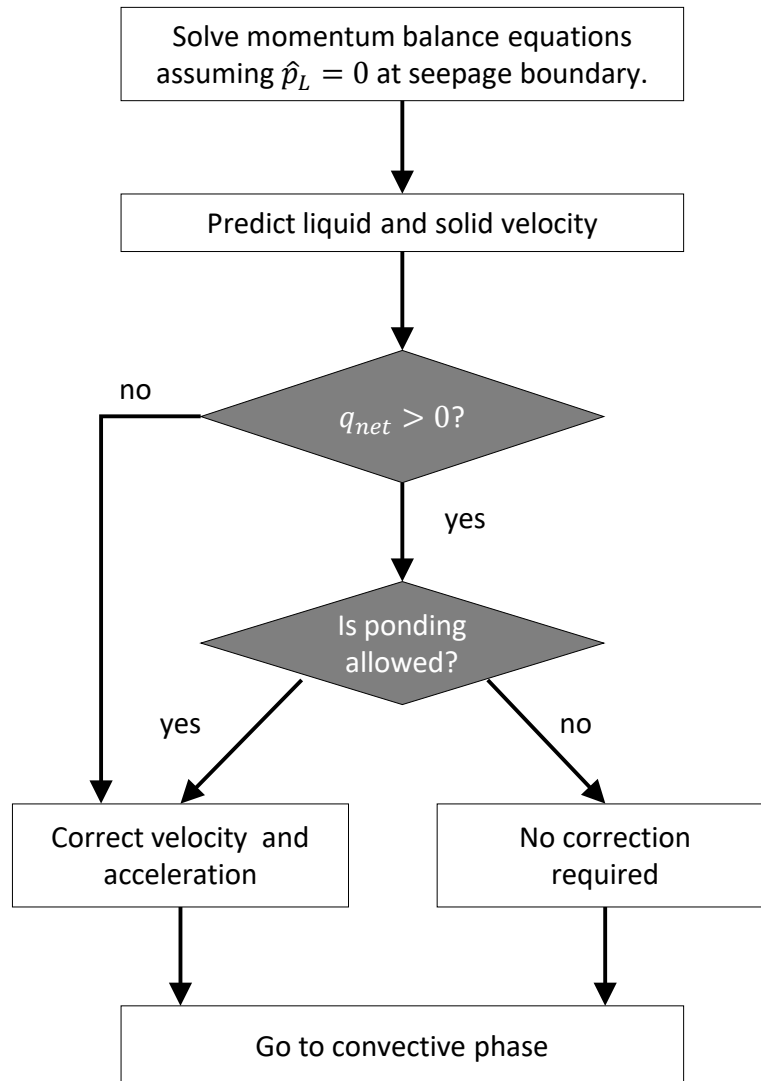 Solve momentum balance equations
assuming p̂_L = 0 at seepage boundary.
Predict liquid and solid velocity
no
q_net > 0?
yes
Is ponding
allowed?
yes
no
Correct velocity and
acceleration
No correction
required
Go to convective phase